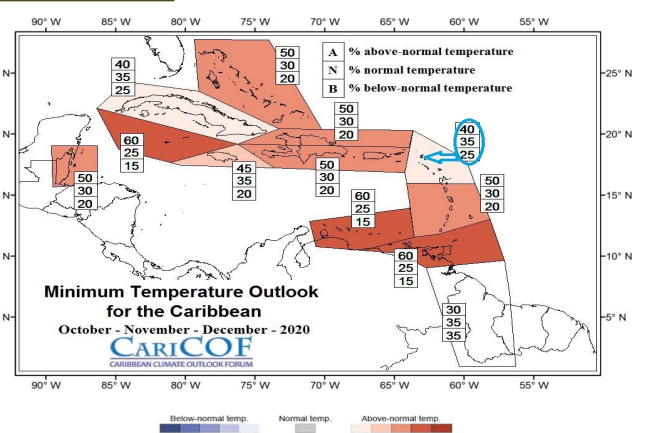 90° W 85° W 80° W 75° W 70° W 65° W 60° W 55° W
A % above-normal temperature
N % normal temperature
B % below-normal temperature
40
35
25
50
30
20
50
30
20
40
35
25
60
25
15
45
35
20
50
30
20
50
30
20
50
30
20
60
25
15
60
25
15
30
35
35
N- N- N- N- N-
25° N
20° N
15° N
10° N
5° N
Minimum Temperature Outlook
for the Caribbean
October - November - December - 2020
CARICOF
CARIBBEAN CLIMATE OUTLOOK FORUM
90° W 85° W 80° W 75° W 70° W 65° W 60° W 55° W
Below-normal temp. Normal temp. Above-normal temp.